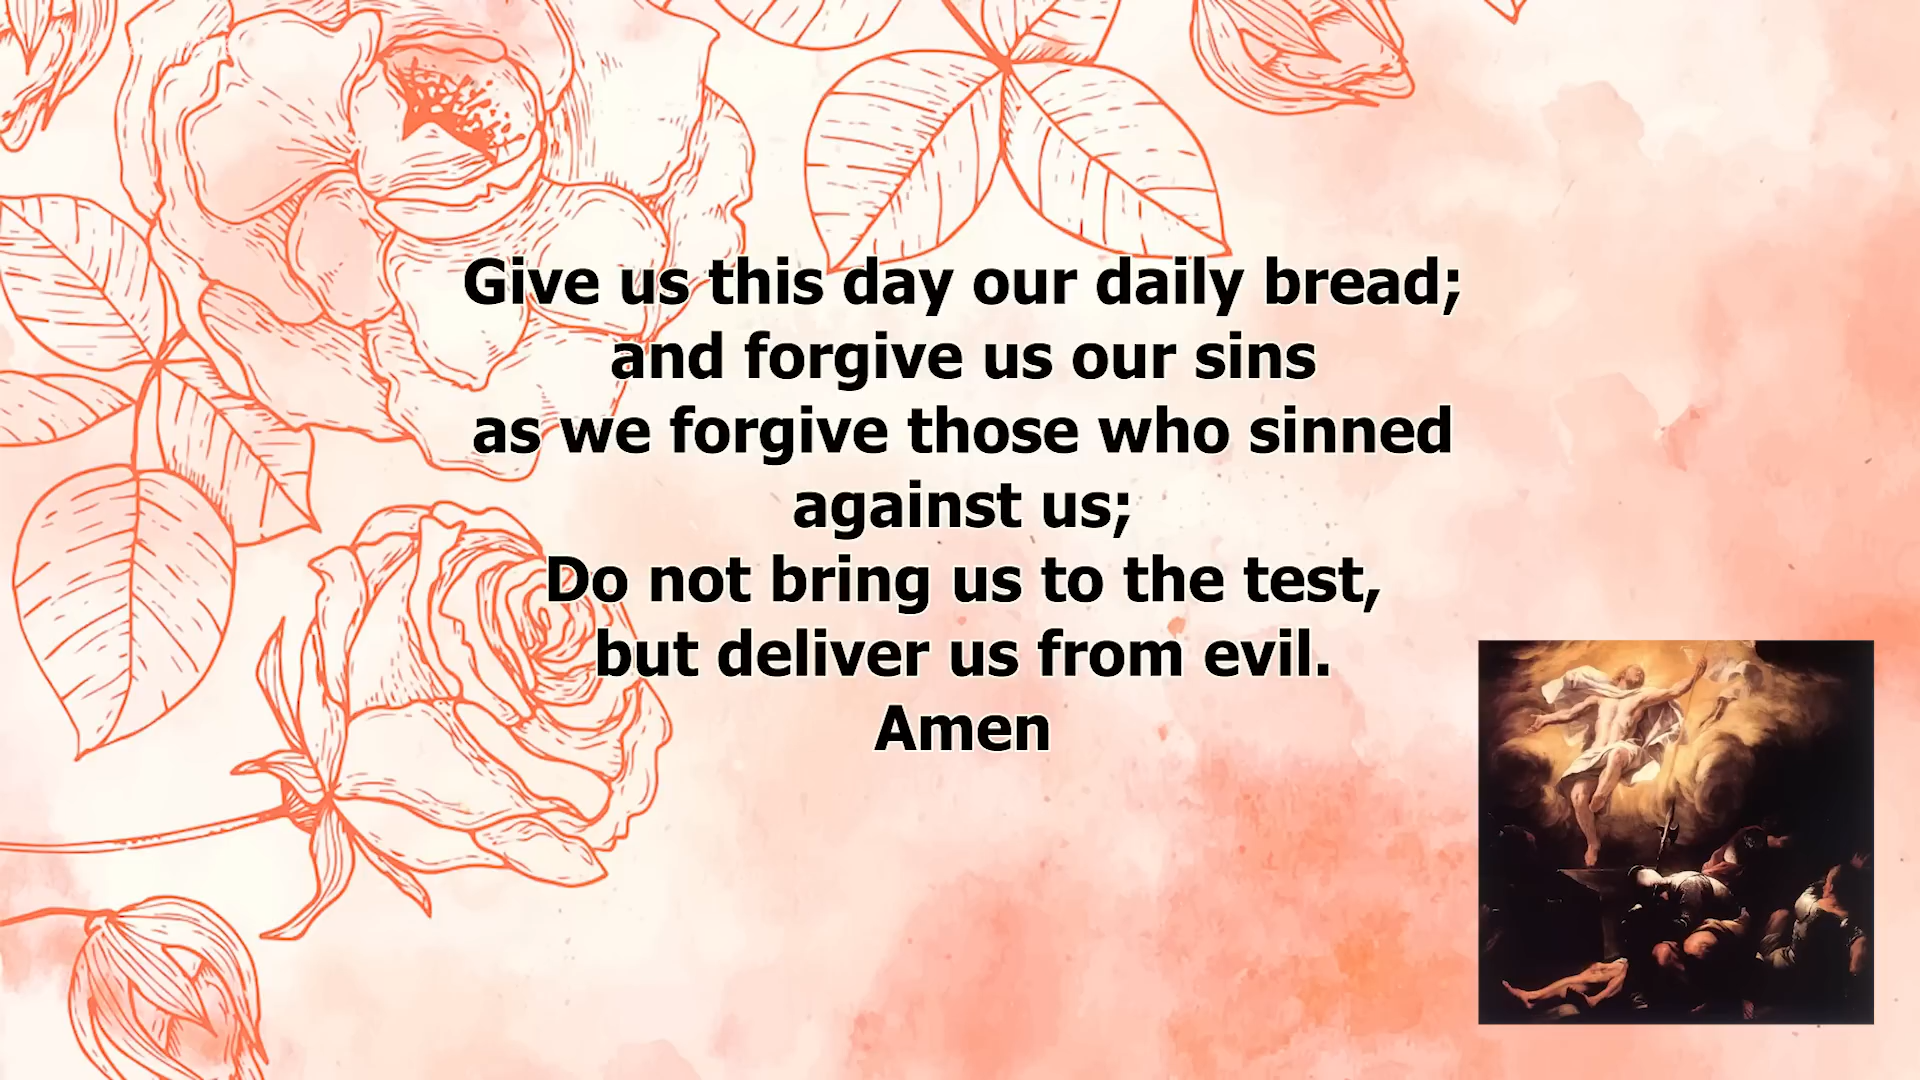 Give us this day our daily bread;
and forgive us our sins
as we forgive those who sinned
against us;
Do not bring us to the test,
but deliver us from evil.
Amen